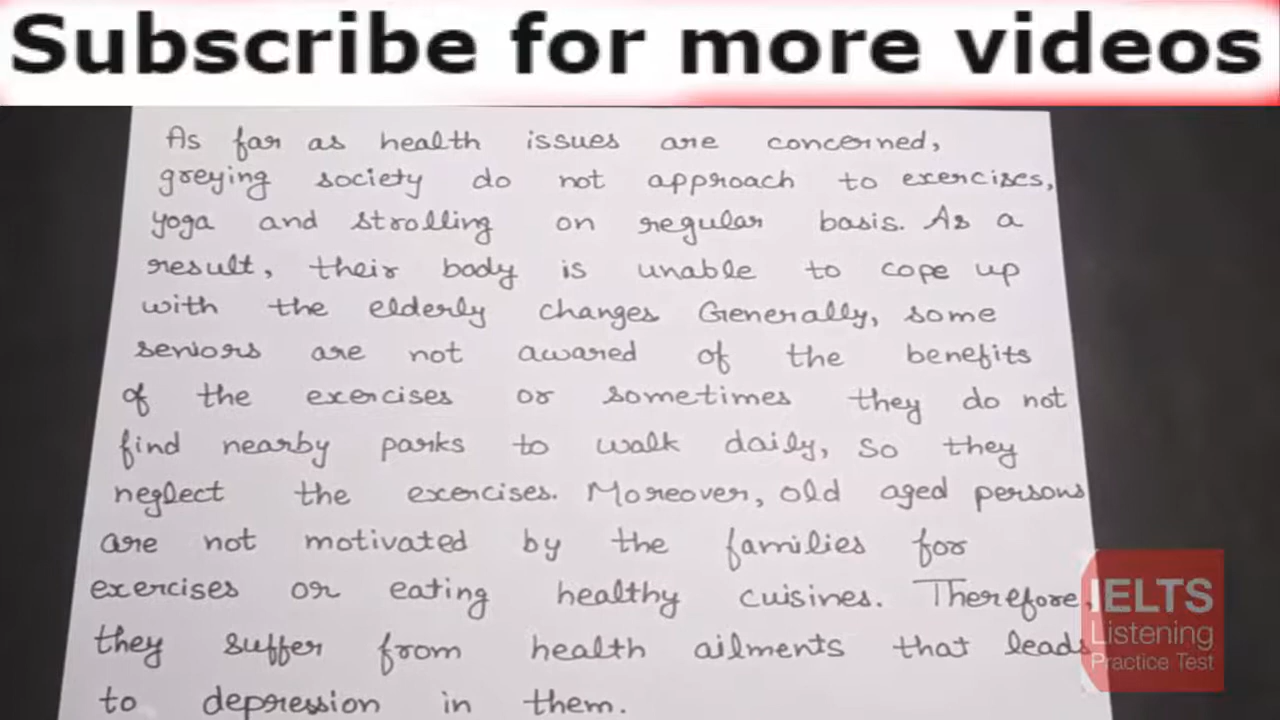 Subscribe for more videos
As far as health issues are concerned,
greying society do not approach to exercises,
yoga and strolling on regular basis. As a
result, their body is unable to cope up
with the elderly changes Generally, some
seniors are not awared of the benefits
of the exercises or sometimes they do not
find nearby parks to walk daily, so they
neglect the exercises. Moreover, old aged persons
are not motivated by the families for
exercises or eating healthy cuisines. Therefore,
they suffer from health ailments that leads
to depression in them.
IELTS
Listening
Practice Test